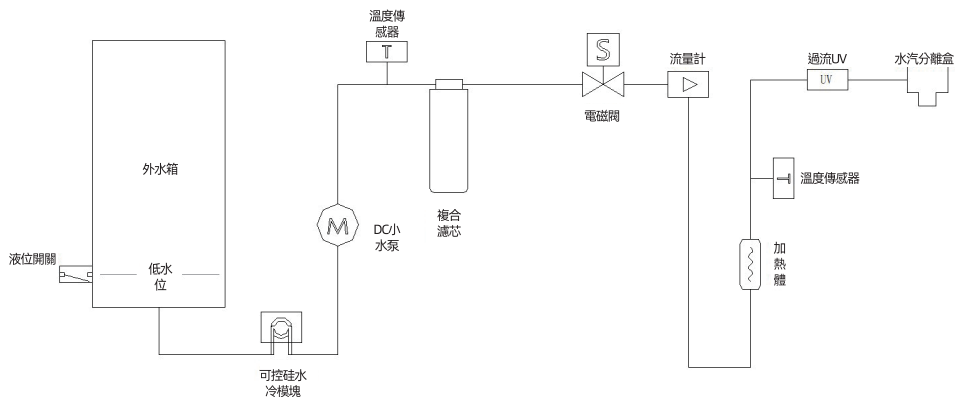 溫度傳
感器
T
S
流量計
過流UV
UV
水汽分離盒
電磁閥
外水箱
T
溫度傳感器
複合
濾芯
M
DC小
水泵
液位開關
低水
位
加
熱
體
可控硅水
冷模塊